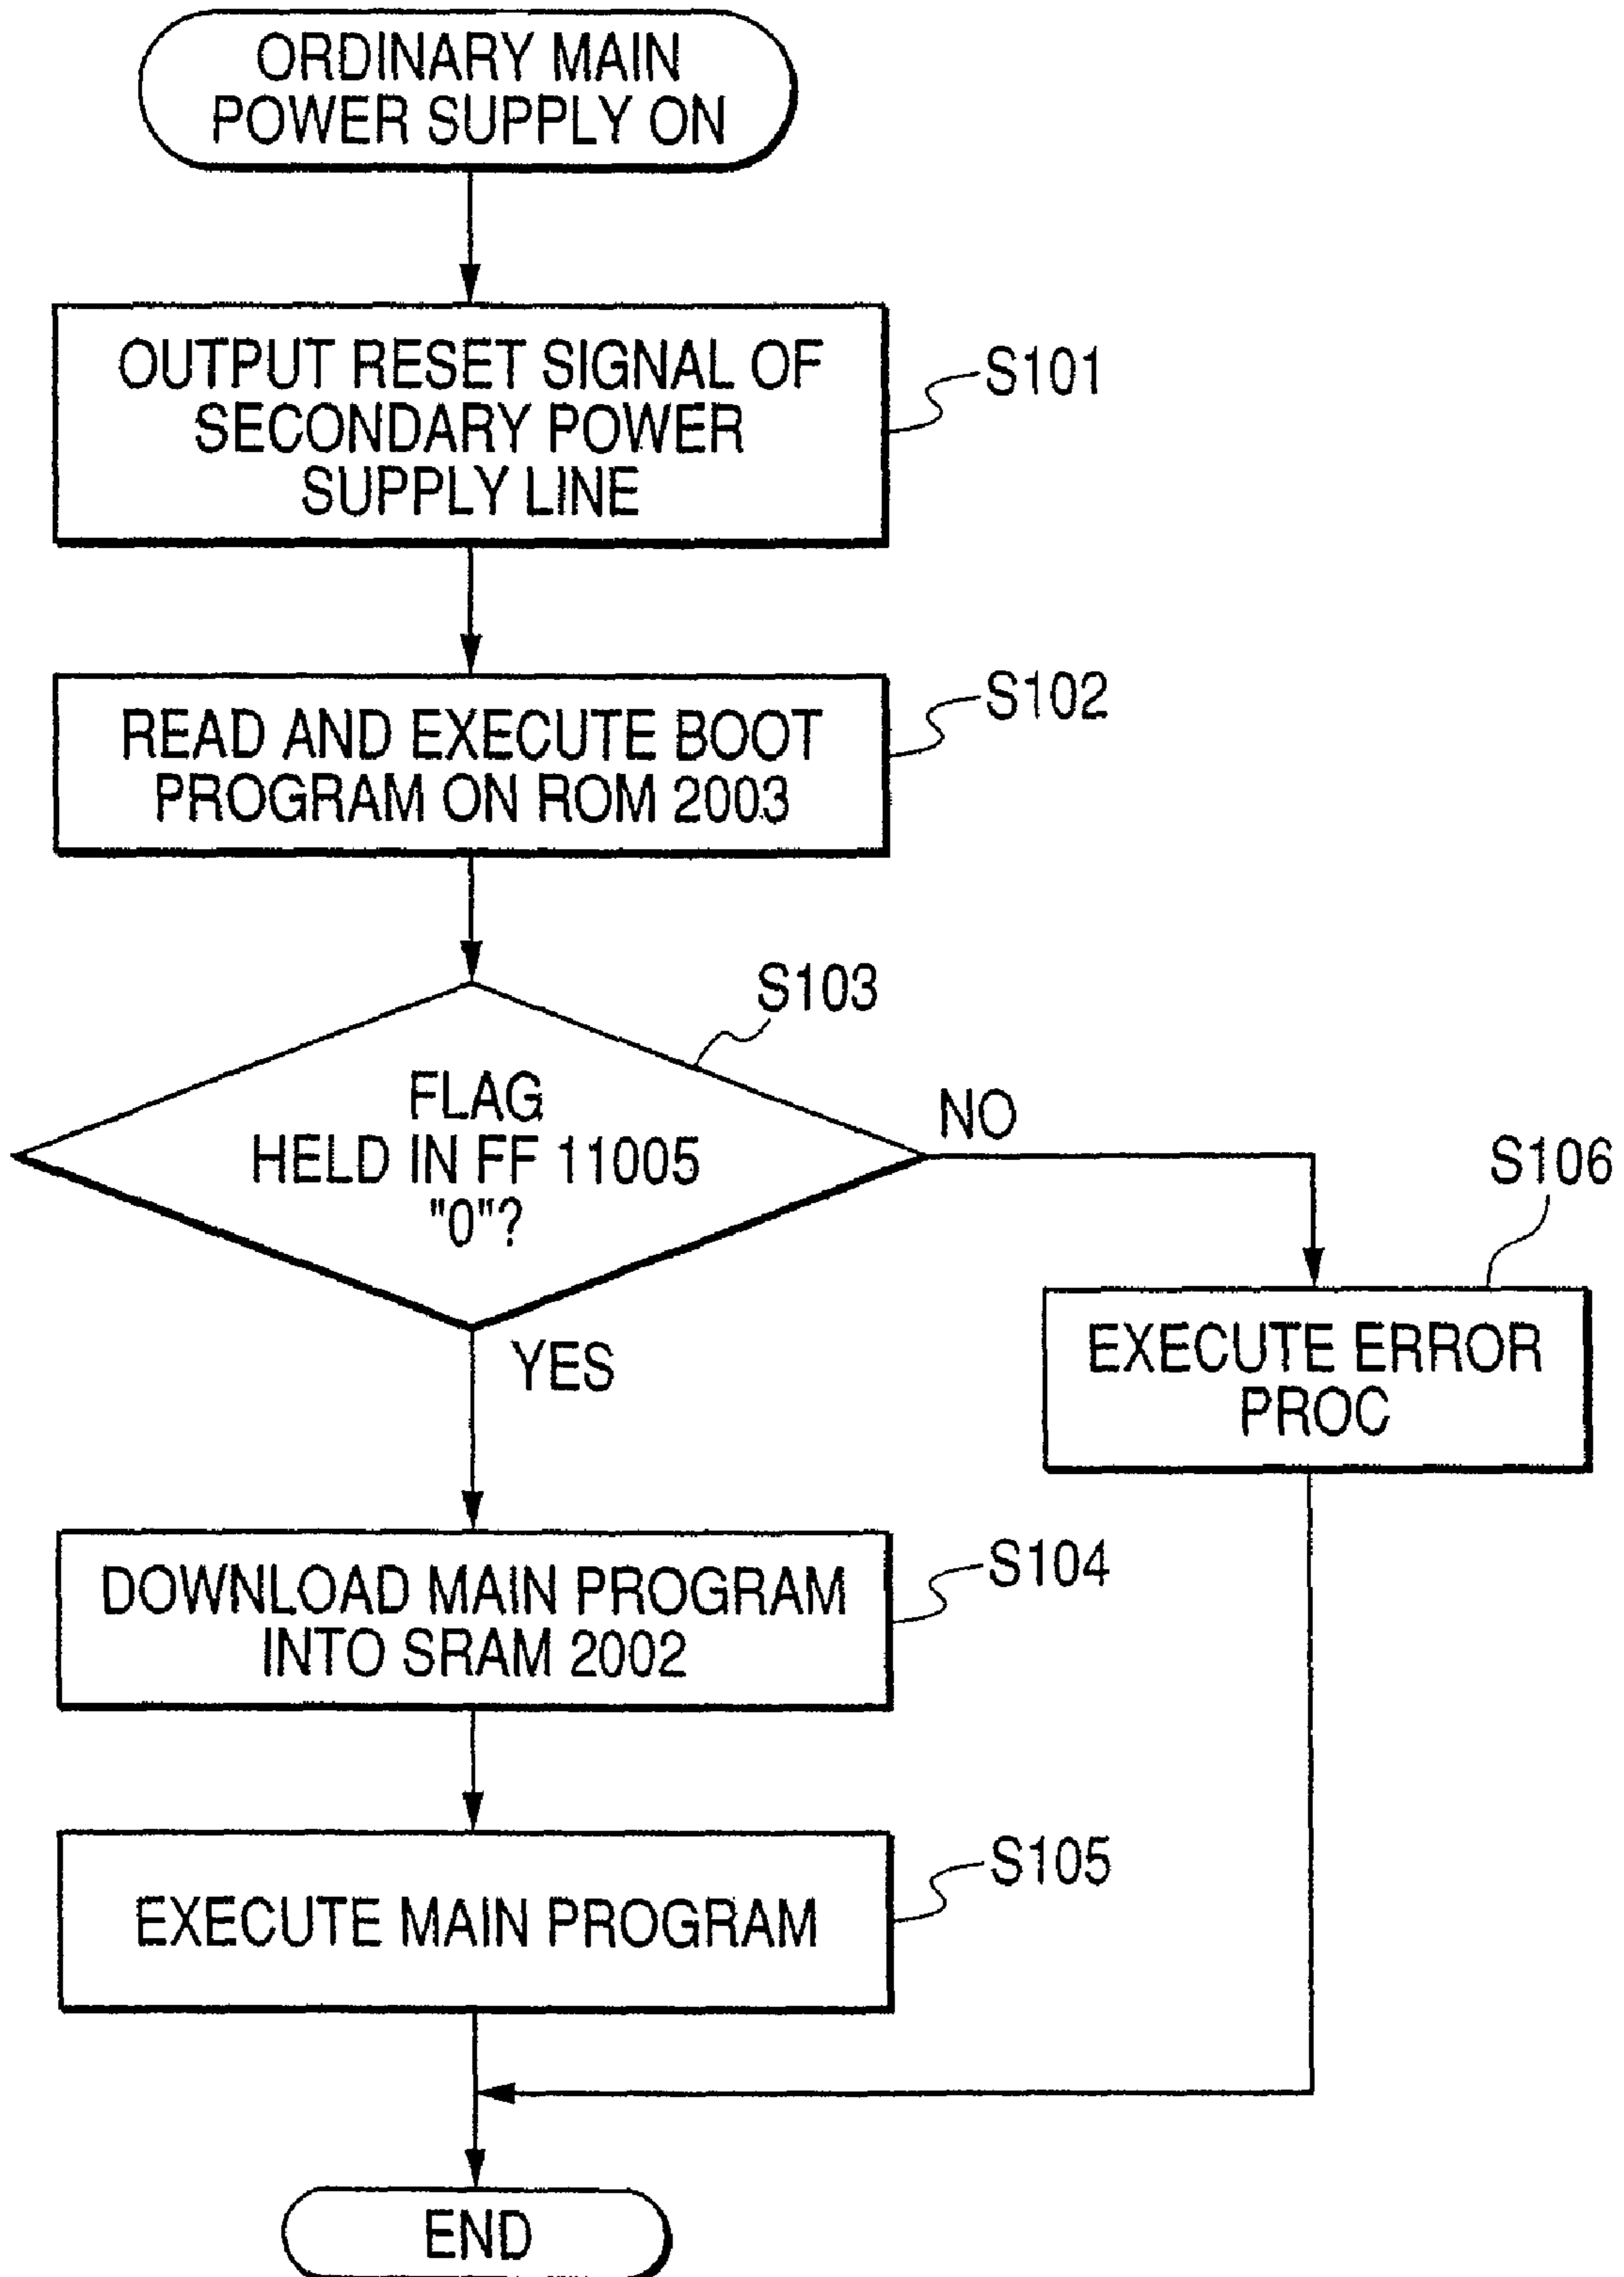 ORDINARY MAIN
POWER SUPPLY ON
OUTPUT RESET SIGNAL OF
SECONDARY POWER
SUPPLY LINE
S101
READ AND EXECUTE BOOT
PROGRAM ON ROM 2003
S102
S103
FLAG
HELD IN FF 11005
"0"?
NO
YES
S106
EXECUTE ERROR
PROC
DOWNLOAD MAIN PROGRAM
INTO SRAM 2002
S104
EXECUTE MAIN PROGRAM
S105
END